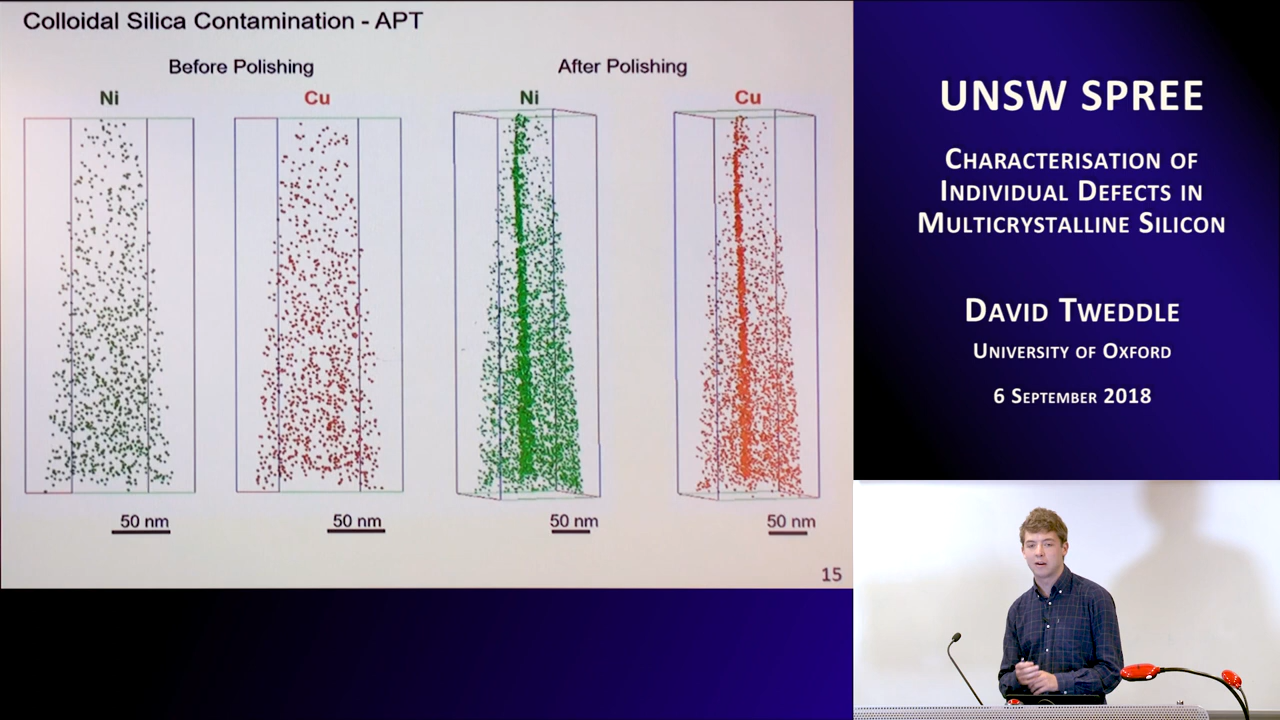 Colloidal Silica Contamination - APT
Before Polishing
After Polishing
Ni
Cu
Ni
Cu
50 nm
50 nm
50 nm
50 nm
15
UNSW SPREE
Characterisation of
Individual Defects in
Multicrystalline Silicon
David Tweddle
University of Oxford
6 September 2018